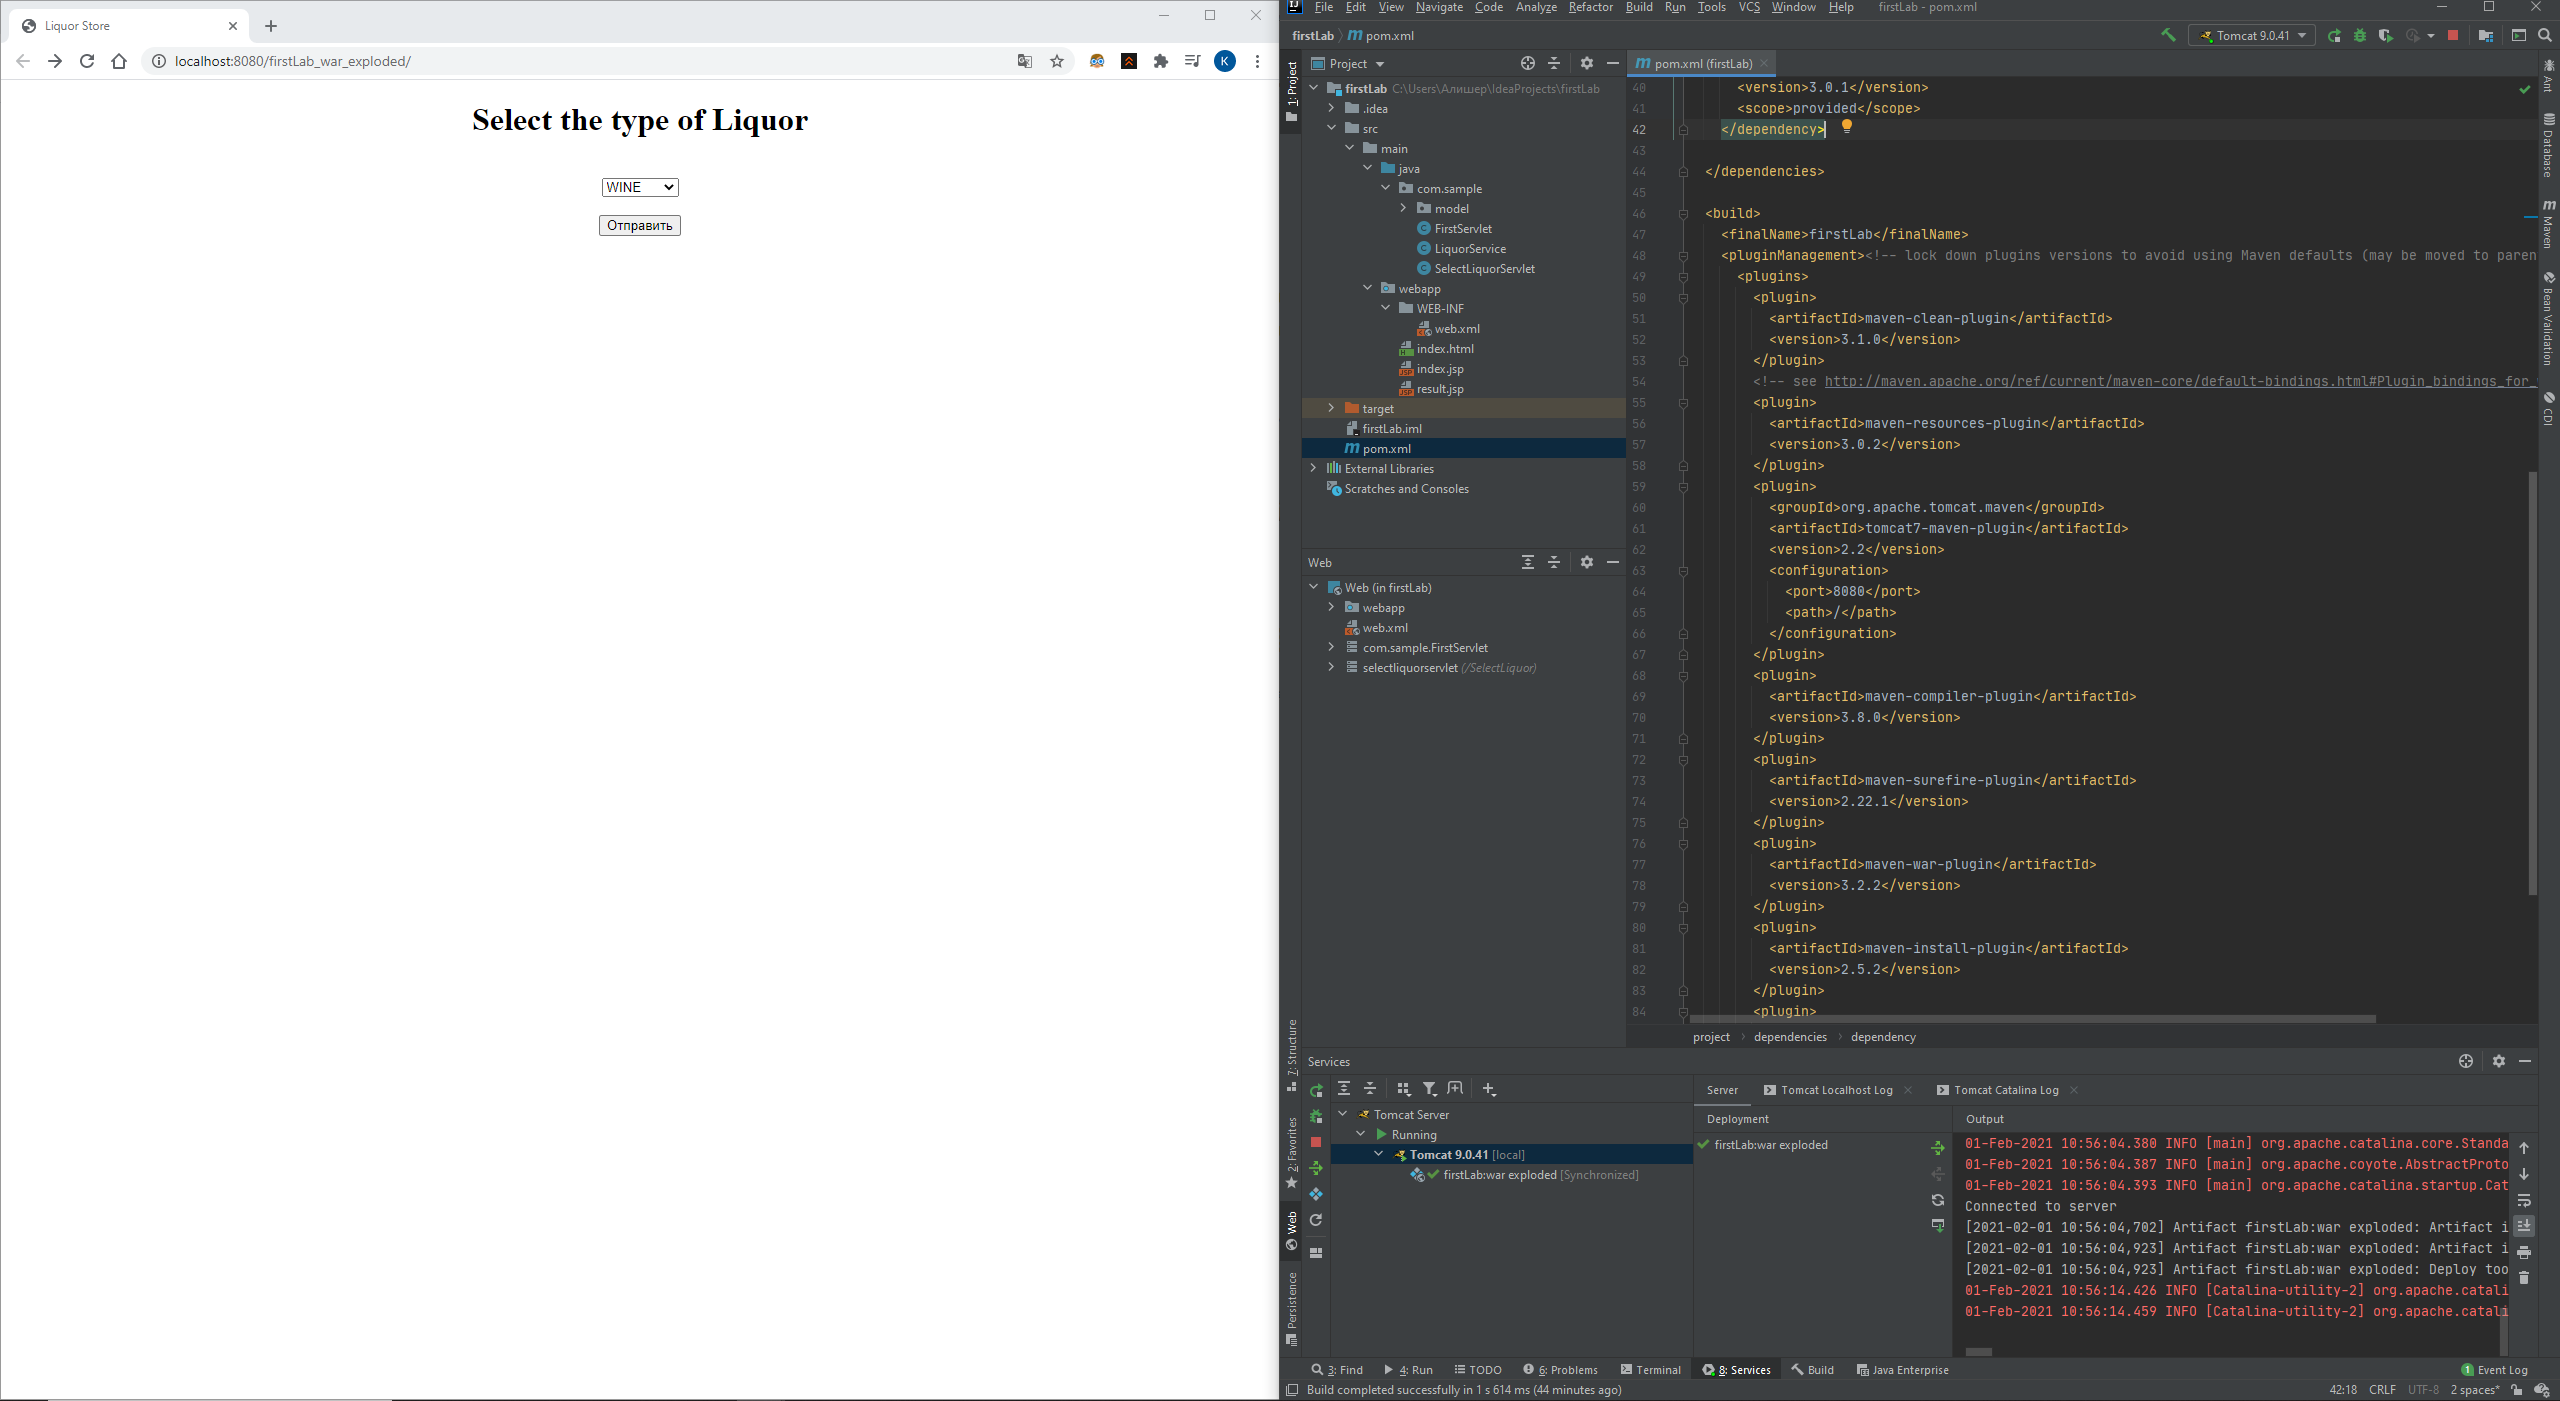 Liquor Store
localhost:8080/firstLab_war_exploded/
K
Select the type of Liquor
WINE
Отправить
File Edit View Navigate Code Analyze Refactor Build Run Tools VCS Window Help firstLab - pom.xml
firstLab pom.xml
Tomcat 9.0.41
1: Project
Project
firstLab C:\Users\Алишер\IdeaProjects\firstLab
.idea
src
main
java
com.sample
model
FirstServlet
LiquorService
SelectLiquorServlet
webapp
WEB-INF
web.xml
index.html
index.jsp
result.jsp
target
firstLab.iml
pom.xml
External Libraries
Scratches and Consoles
Web
Web (in firstLab)
webapp
web.xml
com.sample.FirstServlet
selectliquorservlet (/SelectLiquor)
pom.xml (firstLab)
40 <version>3.0.1</version>
41 <scope>provided</scope>
42 </dependency>
43
44 </dependencies>
45
46 <build>
47 <finalName>firstLab</finalName>
48 <pluginManagement><!-- lock down plugins versions to avoid using Maven defaults (may be moved to paren
49 <plugins>
50 <plugin>
51 <artifactId>maven-clean-plugin</artifactId>
52 <version>3.1.0</version>
53 </plugin>
54 <!-- see http://maven.apache.org/ref/current/maven-core/default-bindings.html#Plugin_bindings_for_
55 <plugin>
56 <artifactId>maven-resources-plugin</artifactId>
57 <version>3.0.2</version>
58 </plugin>
59 <plugin>
60 <groupId>org.apache.tomcat.maven</groupId>
61 <artifactId>tomcat7-maven-plugin</artifactId>
62 <version>2.2</version>
63 <configuration>
64 <port>8080</port>
65 <path>/</path>
66 </configuration>
67 </plugin>
68 <plugin>
69 <artifactId>maven-compiler-plugin</artifactId>
70 <version>3.8.0</version>
71 </plugin>
72 <plugin>
73 <artifactId>maven-surefire-plugin</artifactId>
74 <version>2.22.1</version>
75 </plugin>
76 <plugin>
77 <artifactId>maven-war-plugin</artifactId>
78 <version>3.2.2</version>
79 </plugin>
80 <plugin>
81 <artifactId>maven-install-plugin</artifactId>
82 <version>2.5.2</version>
83 </plugin>
84 <plugin>
project dependencies dependency
Ant
Database
Maven
Bean Validation
CDI
7: Structure
2: Favorites
Web
Persistence
Services
Tomcat Server
Running
Tomcat 9.0.41 [local]
firstLab:war exploded [Synchronized]
Server Tomcat Localhost Log Tomcat Catalina Log
Deployment
firstLab:war exploded
Output
01-Feb-2021 10:56:04.380 INFO [main] org.apache.catalina.core.Standa
01-Feb-2021 10:56:04.387 INFO [main] org.apache.coyote.AbstractProto
01-Feb-2021 10:56:04.393 INFO [main] org.apache.catalina.startup.Cat
Connected to server
[2021-02-01 10:56:04,702] Artifact firstLab:war exploded: Artifact i
[2021-02-01 10:56:04,923] Artifact firstLab:war exploded: Artifact i
[2021-02-01 10:56:04,923] Artifact firstLab:war exploded: Deploy too
01-Feb-2021 10:56:14.426 INFO [Catalina-utility-2] org.apache.catali
01-Feb-2021 10:56:14.459 INFO [Catalina-utility-2] org.apache.catali
3: Find 4: Run TODO 6: Problems Terminal 8: Services Build Java Enterprise 1 Event Log
Build completed successfully in 1 s 614 ms (44 minutes ago) 42:18 CRLF UTF-8 2 spaces*